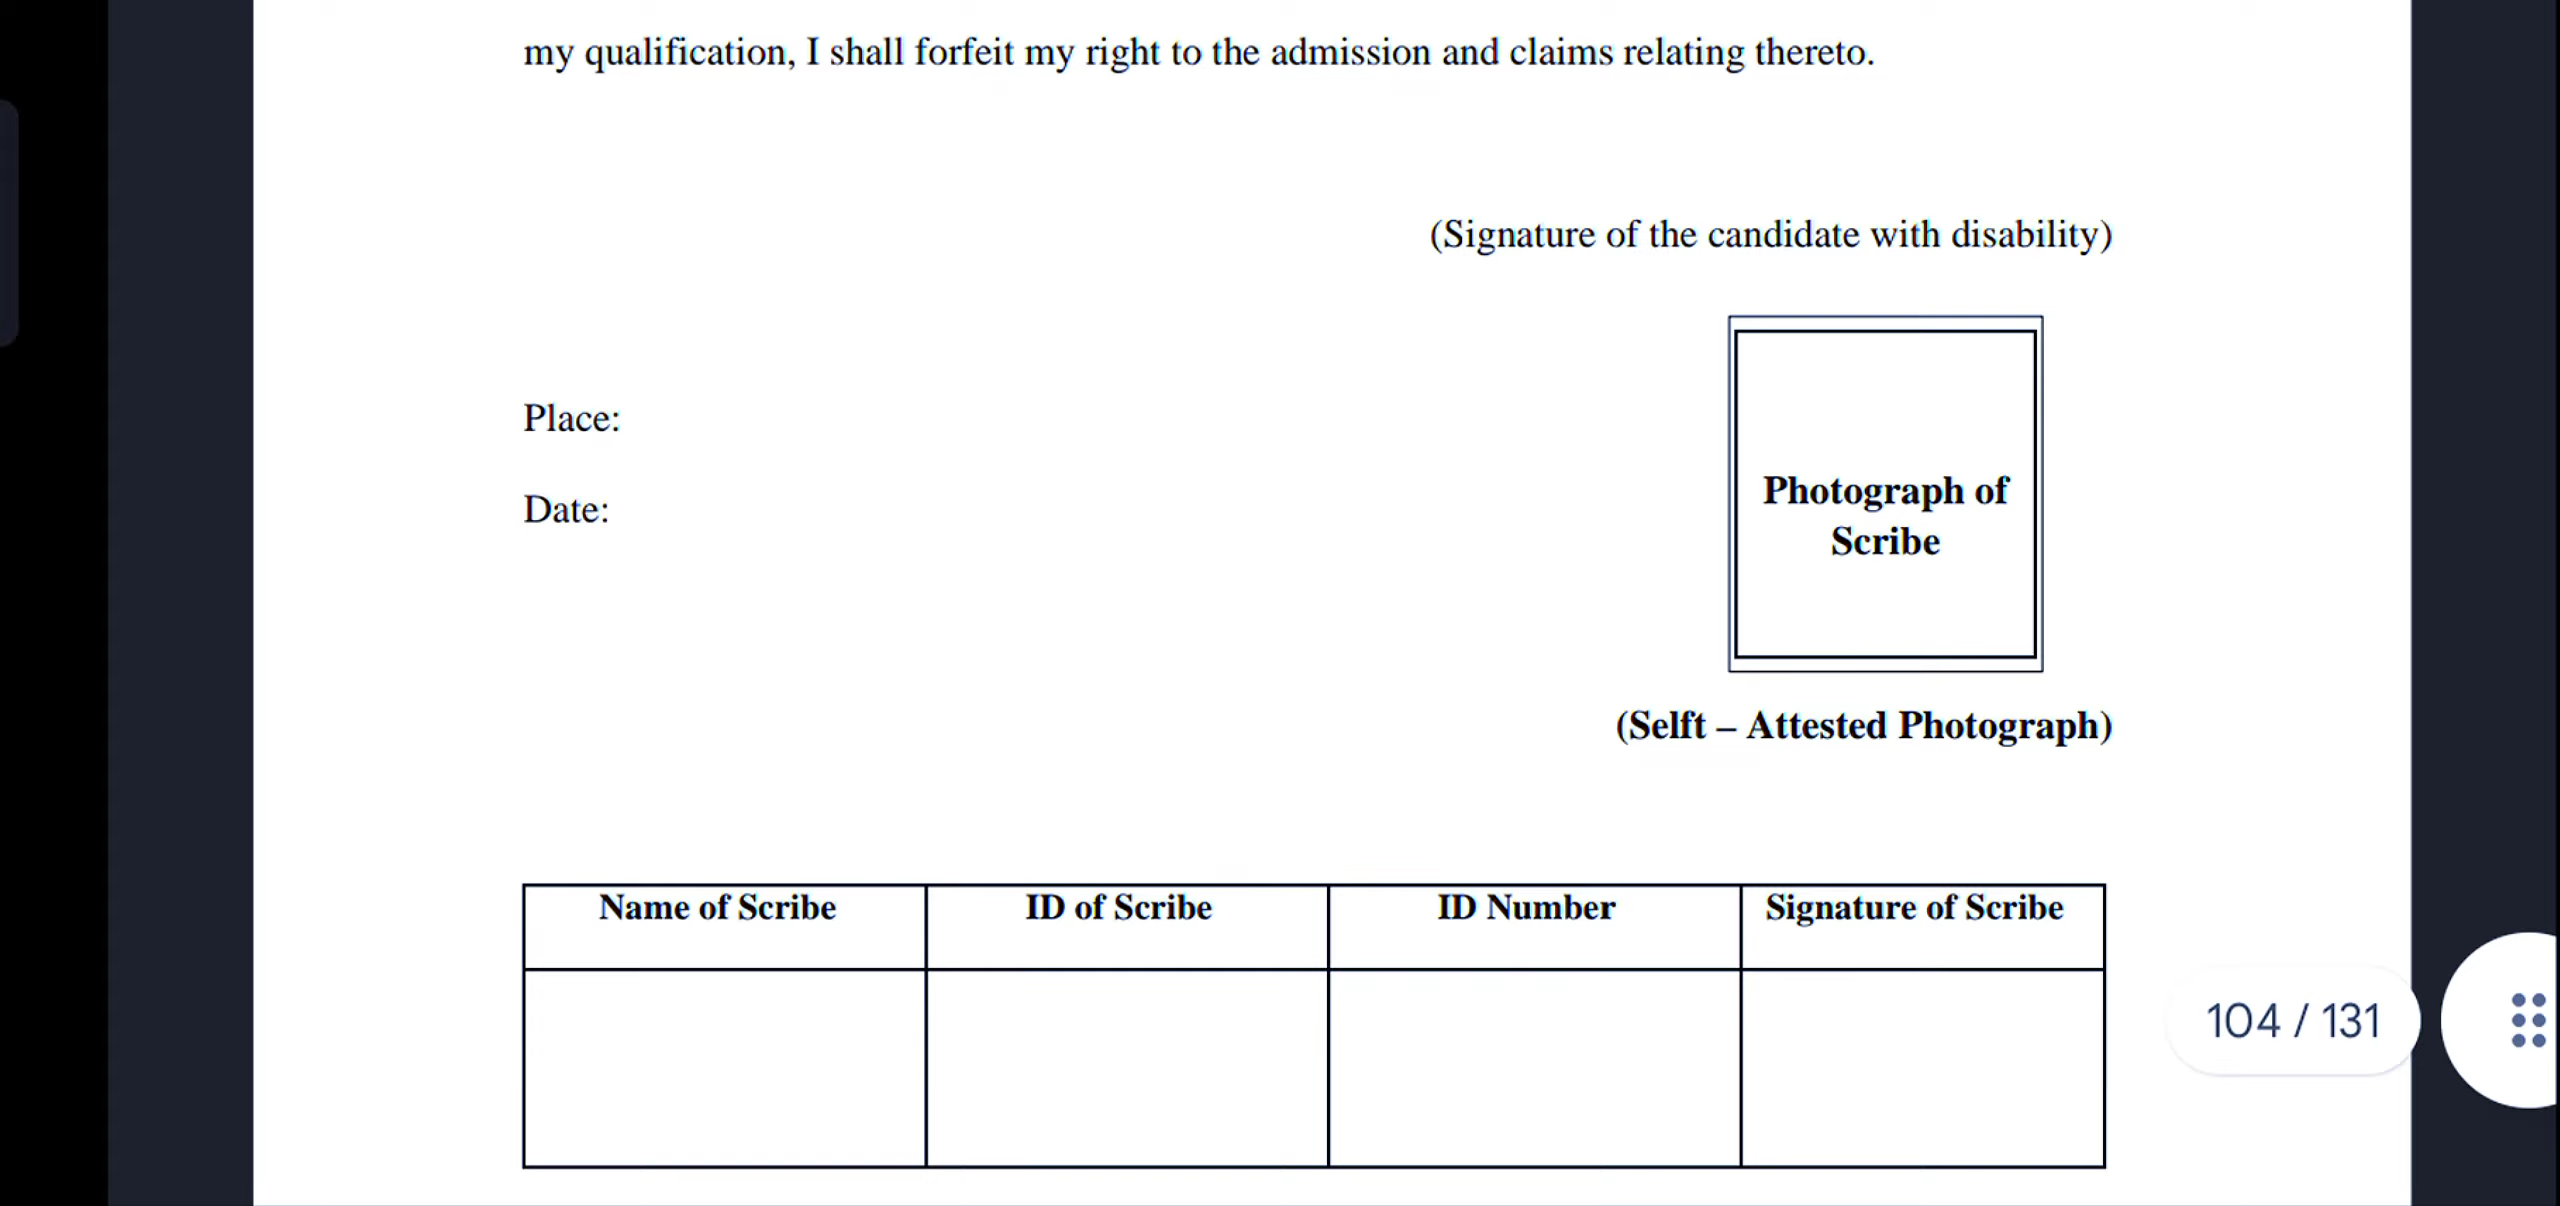 my qualification, I shall forfeit my right to the admission and claims relating thereto.
(Signature of the candidate with disability)
Place:
Date:
Photograph of
Scribe
(Selft – Attested Photograph)
Name of Scribe ID of Scribe ID Number Signature of Scribe
104 / 131